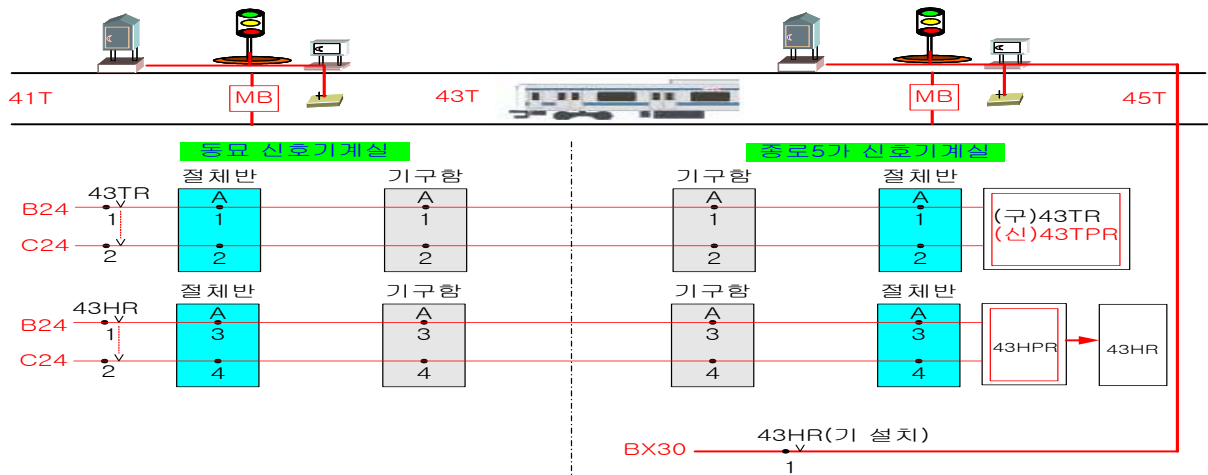 41T
MB
43T
MB
45T
동묘 신호기계실
종로5가 신호기계실
절체반
기구함
기구함
절체반
43TR
B24
1
A
1
A
1
A
1
A
1
(구)43TR
(신)43TPR
C24
2
2
2
2
2
절체반
기구함
기구함
절체반
43HR
B24
1
A
3
A
3
A
3
A
3
43HPR
43HR
C24
2
4
4
4
4
43HR(기 설치)
BX30
1